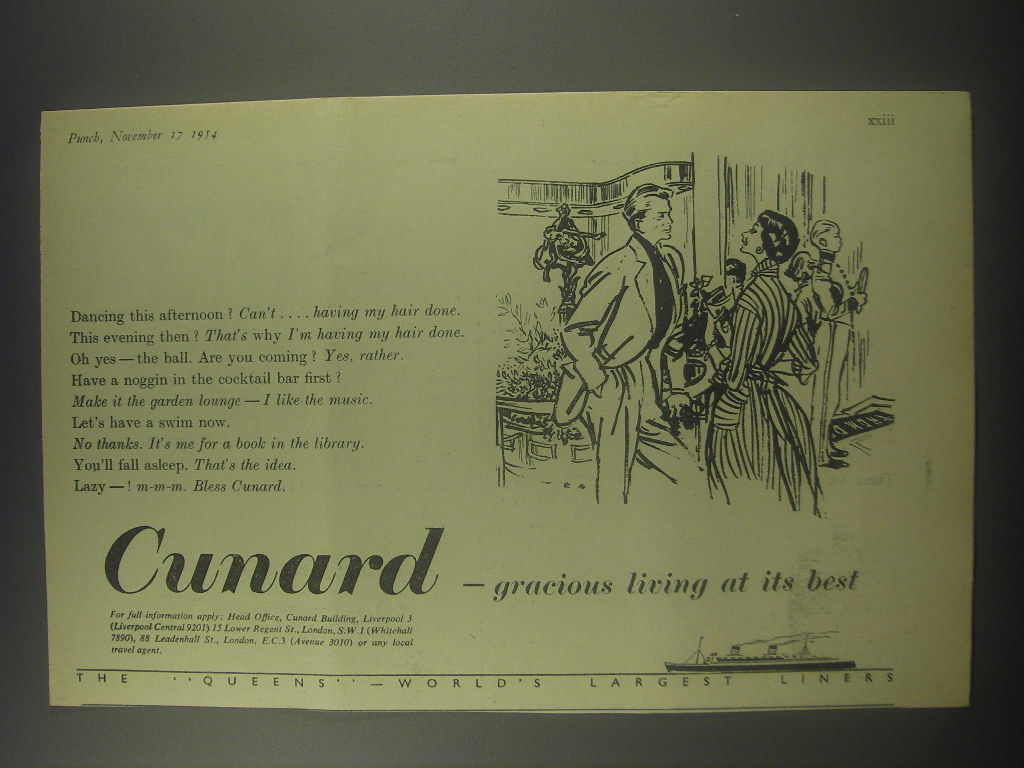 Punch, November 17 1954
xxiii
Dancing this afternoon ? Can't . . . . having my hair done.
This evening then ? That's why I'm having my hair done.
Oh yes — the ball. Are you coming ? Yes, rather.
Have a noggin in the cocktail bar first ?
Make it the garden lounge — I like the music.
Let's have a swim now.
No thanks. It's me for a book in the library.
You'll fall asleep. That's the idea.
Lazy — ! m-m-m. Bless Cunard.
Cunard — gracious living at its best
For full information apply: Head Office, Cunard Building, Liverpool 3
(Liverpool Central 9201) 15 Lower Regent St., London, S.W.1 (Whitehall
7890), 88 Leadenhall St., London, E.C.3 (Avenue 3010) or any local
travel agent.
THE "QUEENS" — WORLD'S LARGEST LINERS